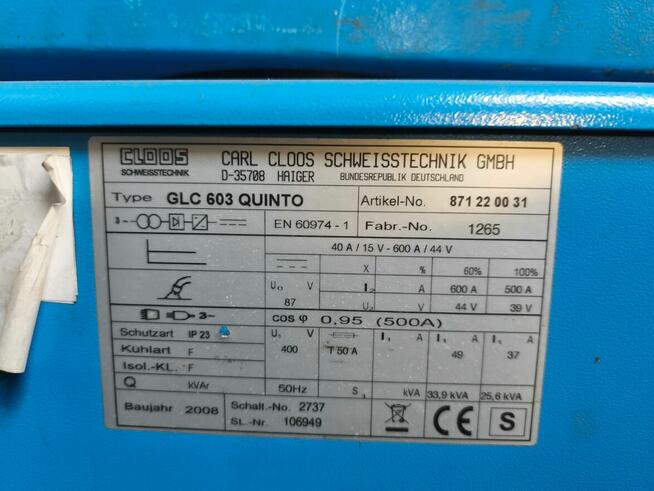 CLOOS CARL CLOOS SCHWEISSTECHNIK GMBH
SCHWEISSTECHNIK D-35708 HAIGER BUNDESREPUBLIK DEUTSCHLAND
Type GLC 603 QUINTO Artikel-No. 871 22 00 31
3~ EN 60974 - 1 Fabr.-No. 1265
40 A / 15 V - 600 A / 44 V
X % 60% 100%
U₀ V I₂ A 600 A 500 A
87 U₂ V 44 V 39 V
3~ cos φ 0,95 (500A)
Schutzart IP 23 U₁ V I₁ A I₁ A I₁ A
Kühlart F 400 T 50 A 49 37
Isol.-KL. F
Q kVAr 50Hz S₁ kVA 33,9 kVA 25,6 kVA
Baujahr 2008 Schalt.-No. 2737
SL.-Nr. 106949 CE S